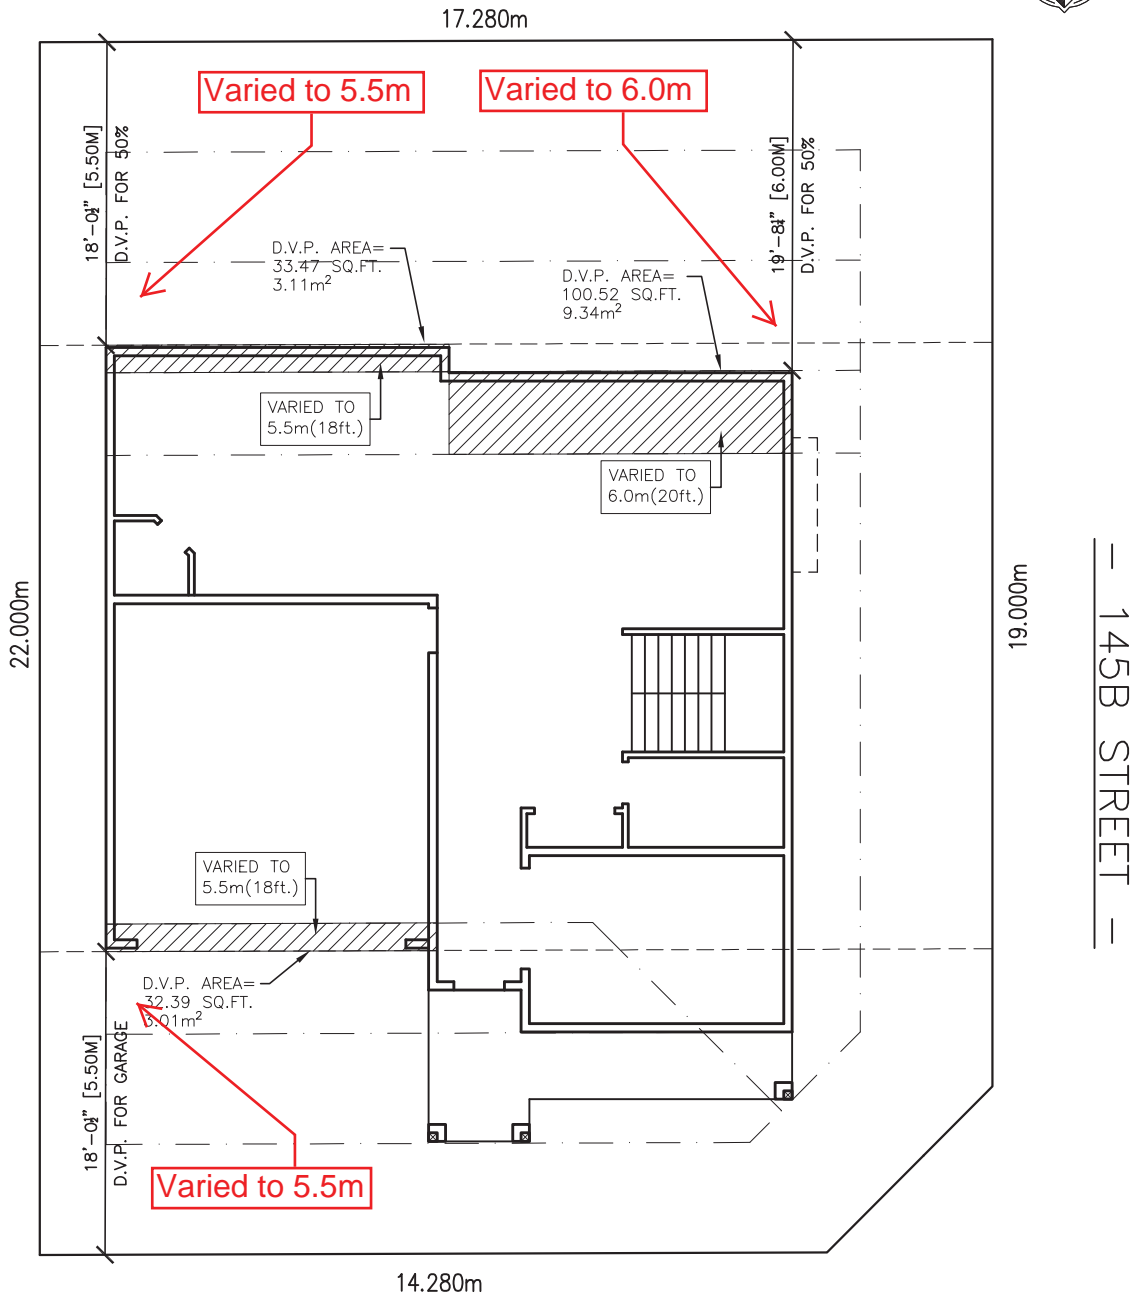 17.280m
Varied to 5.5m
Varied to 6.0m
18'-0½" [5.50M]
D.V.P. FOR 50%
19'-8¼" [6.00M]
D.V.P. FOR 50%
D.V.P. AREA=
33.47 SQ.FT.
3.11m²
D.V.P. AREA=
100.52 SQ.FT.
9.34m²
VARIED TO
5.5m(18ft.)
VARIED TO
6.0m(20ft.)
22.000m
19.000m
— 145B STREET —
VARIED TO
5.5m(18ft.)
D.V.P. AREA=
32.39 SQ.FT.
3.01m²
18'-0½" [5.50M]
D.V.P. FOR GARAGE
Varied to 5.5m
14.280m